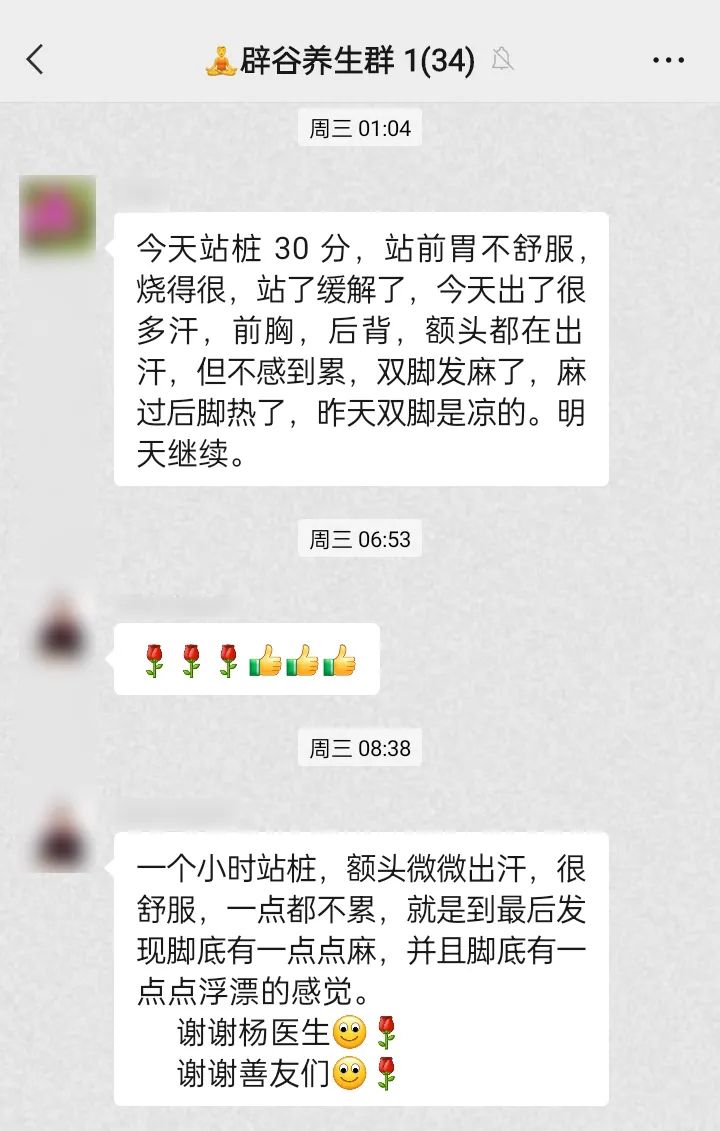 辟谷养生群 1(34)
周三 01:04
今天站桩 30 分，站前胃不舒服，
烧得很，站了缓解了，今天出了很
多汗，前胸，后背，额头都在出
汗，但不感到累，双脚发麻了，麻
过后脚热了，昨天双脚是凉的。明
天继续。
周三 06:53
周三 08:38
一个小时站桩，额头微微出汗，很
舒服，一点都不累，就是到最后发
现脚底有一点点麻，并且脚底有一
点点浮漂的感觉。
谢谢杨医生
谢谢善友们